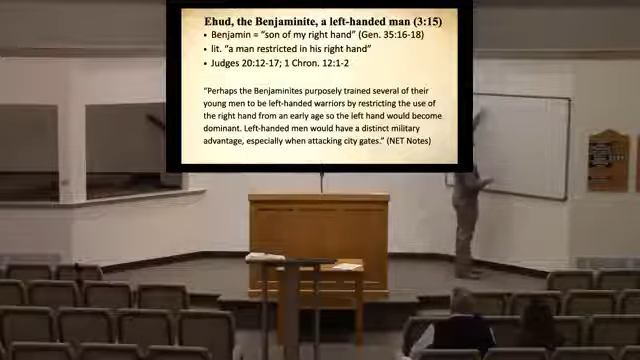 Ehud, the Benjaminite, a left-handed man (3:15)
• Benjamin = “son of my right hand” (Gen. 35:16-18)
• lit. “a man restricted in his right hand”
• Judges 20:12-17; 1 Chron. 12:1-2
“Perhaps the Benjaminites purposely trained several of their
young men to be left-handed warriors by restricting the use of
the right hand from an early age so the left hand would become
dominant. Left-handed men would have a distinct military
advantage, especially when attacking city gates.” (NET Notes)